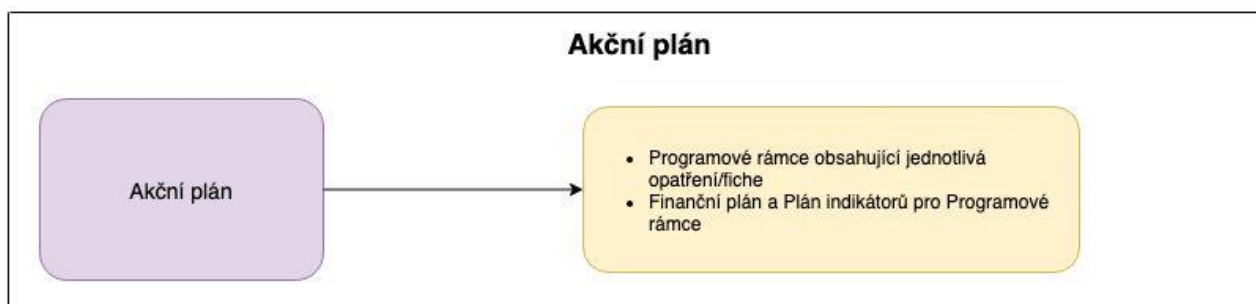 Akční plán
Akční plán
• Programové rámce obsahující jednotlivá
opatření/fiche
• Finanční plán a Plán indikátorů pro Programové
rámce